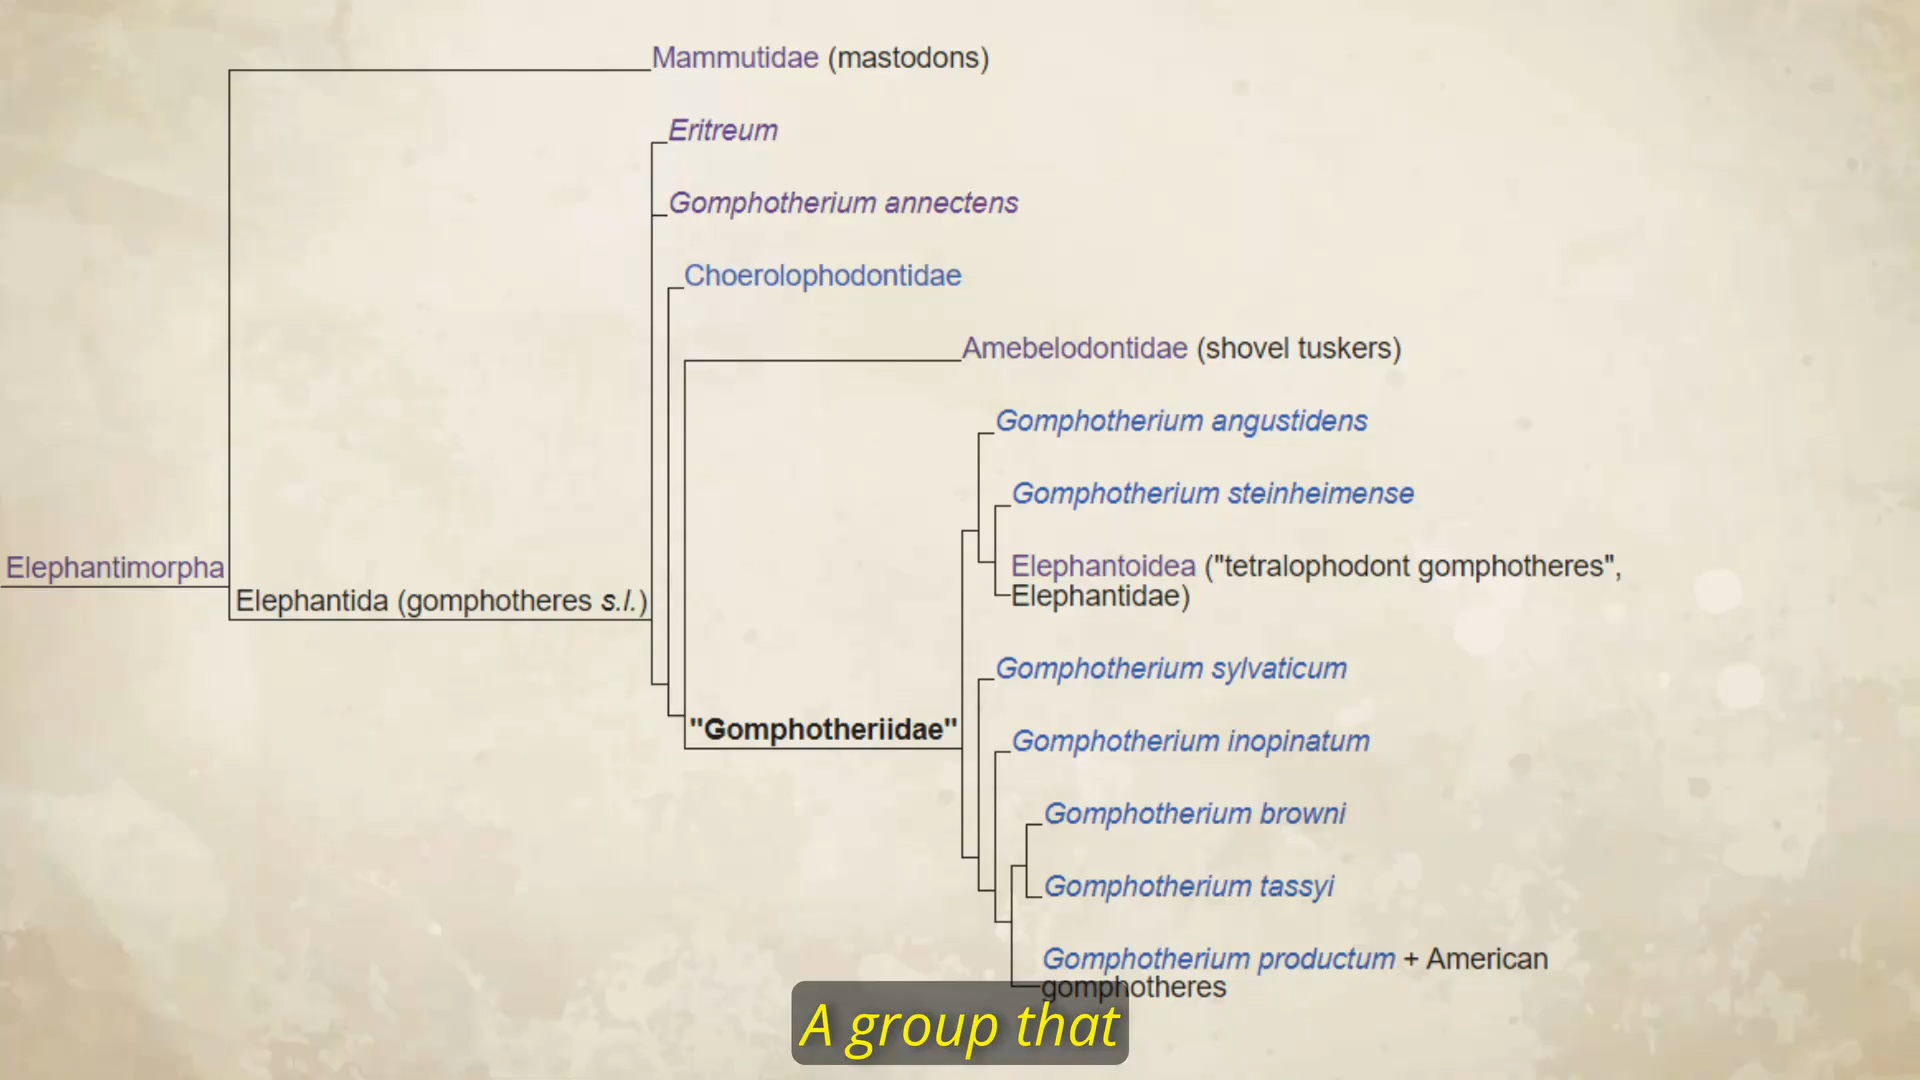 Mammutidae (mastodons)
Eritreum
Gomphotherium annectens
Choerolophodontidae
Amebelodontidae (shovel tuskers)
Gomphotherium angustidens
Gomphotherium steinheimense
Elephantimorpha
Elephantoidea ("tetralophodont gomphotheres",
Elephantidae)
Elephantida (gomphotheres s.l.)
Gomphotherium sylvaticum
"Gomphotheriidae"
Gomphotherium inopinatum
Gomphotherium browni
Gomphotherium tassyi
Gomphotherium productum + American
gomphotheres
A group that